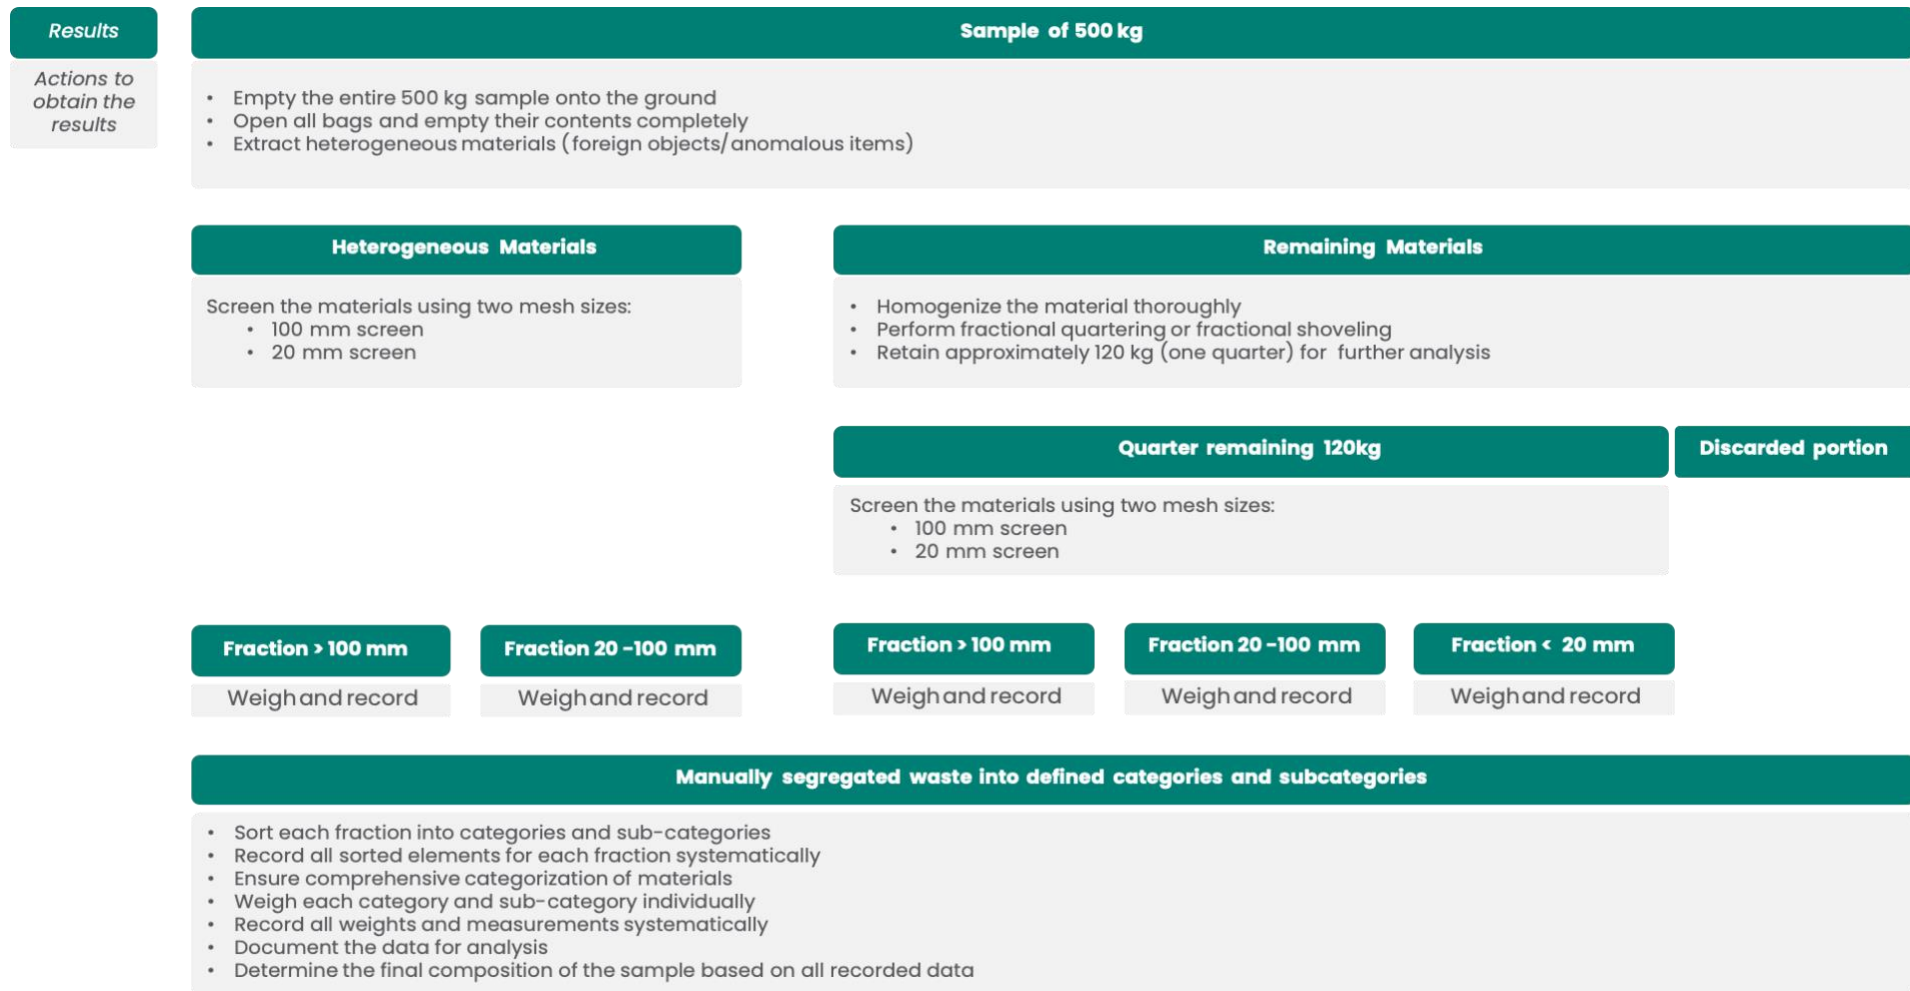 Results
Actions to
obtain the
results
Sample of 500 kg
• Empty the entire 500 kg sample onto the ground
• Open all bags and empty their contents completely
• Extract heterogeneous materials (foreign objects/anomalous items)
Heterogeneous Materials
Screen the materials using two mesh sizes:
• 100 mm screen
• 20 mm screen
Remaining Materials
• Homogenize the material thoroughly
• Perform fractional quartering or fractional shoveling
• Retain approximately 120 kg (one quarter) for further analysis
Quarter remaining 120kg
Discarded portion
Screen the materials using two mesh sizes:
• 100 mm screen
• 20 mm screen
Fraction > 100 mm
Weigh and record
Fraction 20 -100 mm
Weigh and record
Fraction > 100 mm
Weigh and record
Fraction 20 -100 mm
Weigh and record
Fraction < 20 mm
Weigh and record
Manually segregated waste into defined categories and subcategories
• Sort each fraction into categories and sub-categories
• Record all sorted elements for each fraction systematically
• Ensure comprehensive categorization of materials
• Weigh each category and sub-category individually
• Record all weights and measurements systematically
• Document the data for analysis
• Determine the final composition of the sample based on all recorded data